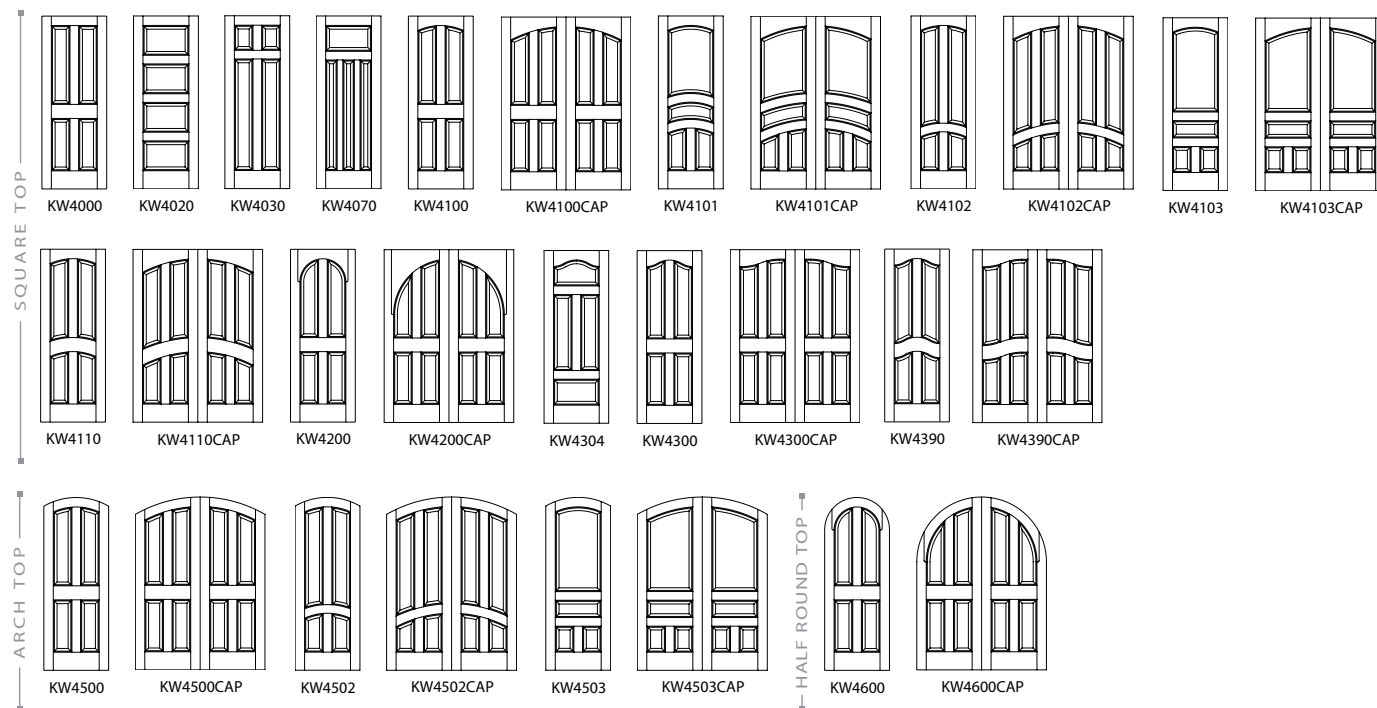 SQUARE TOP
KW4000 KW4020 KW4030 KW4070 KW4100 KW4100CAP KW4101 KW4101CAP KW4102 KW4102CAP KW4103 KW4103CAP
KW4110 KW4110CAP KW4200 KW4200CAP KW4304 KW4300 KW4300CAP KW4390 KW4390CAP
ARCH TOP
KW4500 KW4500CAP KW4502 KW4502CAP KW4503 KW4503CAP
HALF ROUND TOP
KW4600 KW4600CAP